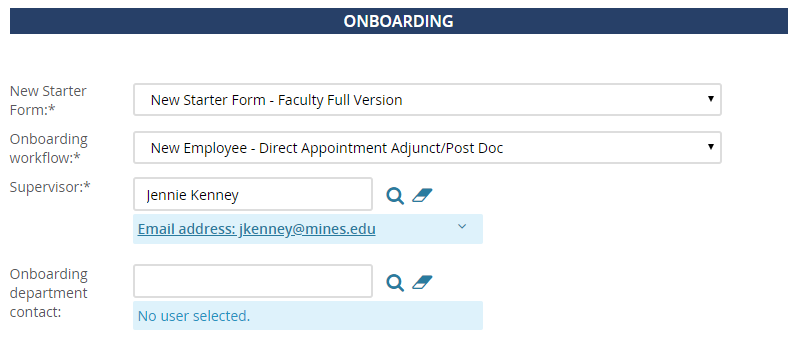 ONBOARDING
New Starter Form:*
New Starter Form - Faculty Full Version
Onboarding workflow:*
New Employee - Direct Appointment Adjunct/Post Doc
Supervisor:*
Jennie Kenney
Email address: jkenney@mines.edu
Onboarding
department
contact:
No user selected.